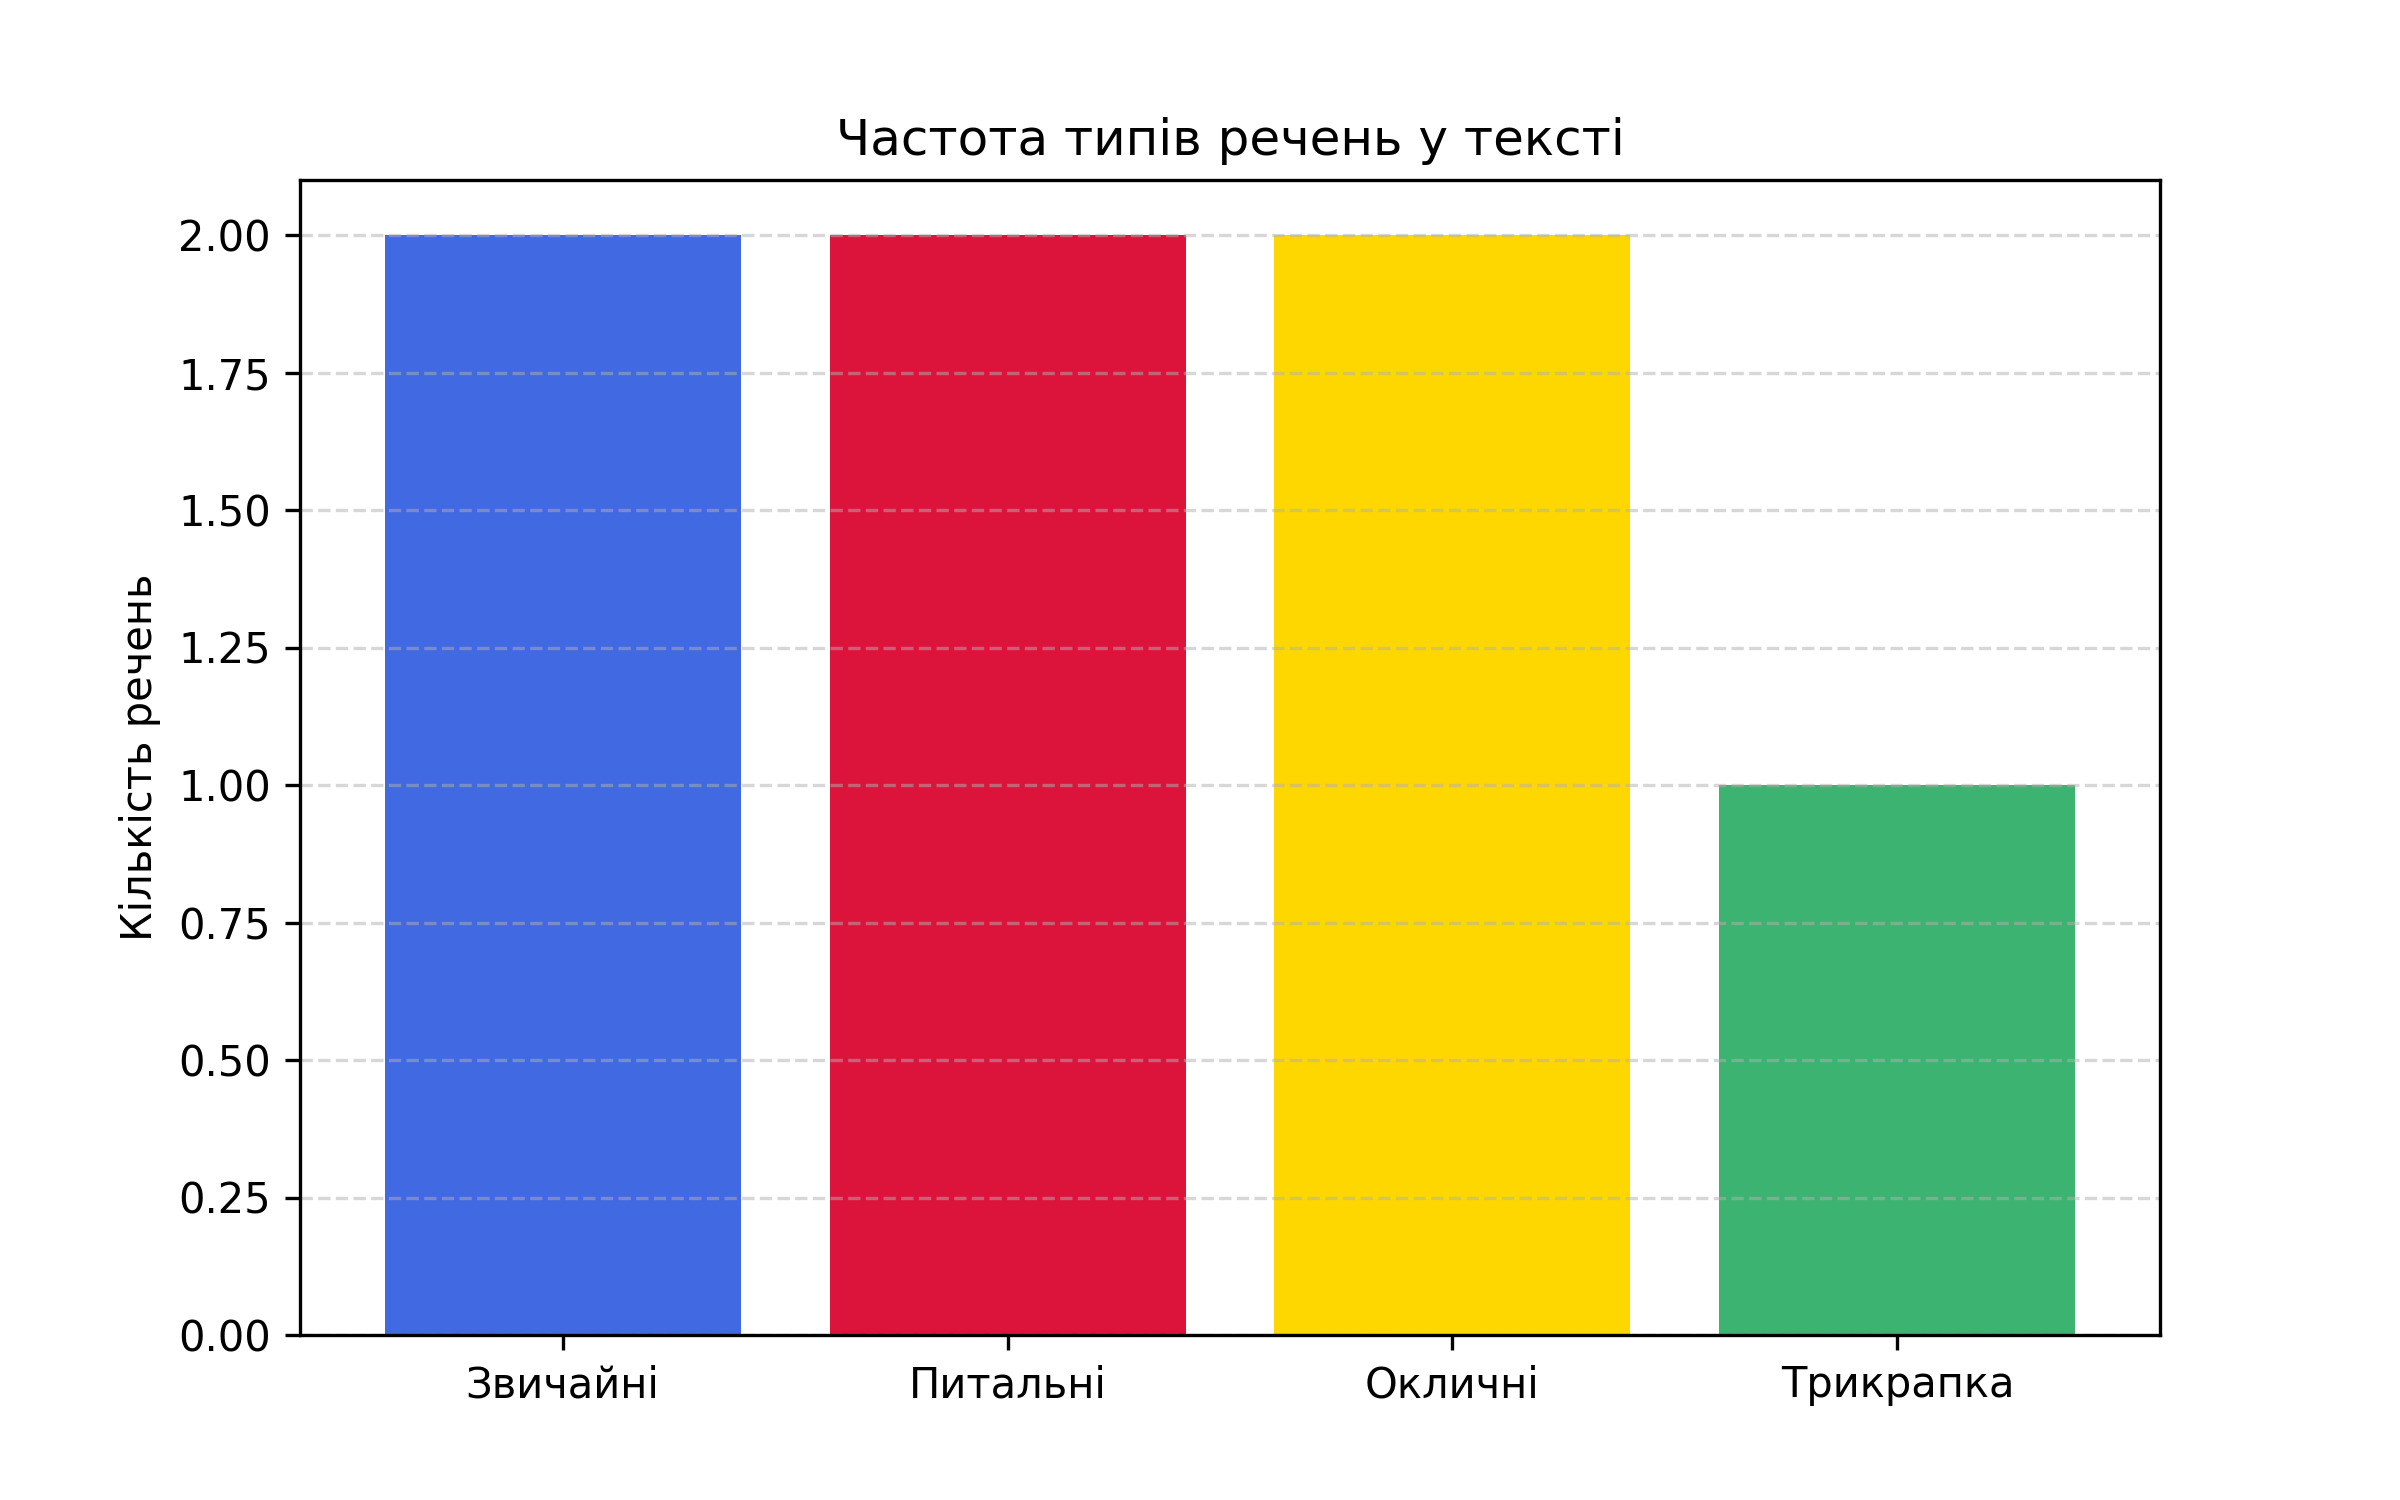 Частота типів речень у тексті
Кількість речень
2.00
1.75
1.50
1.25
1.00
0.75
0.50
0.25
0.00
Звичайні
Питальні
Окличні
Трикрапка